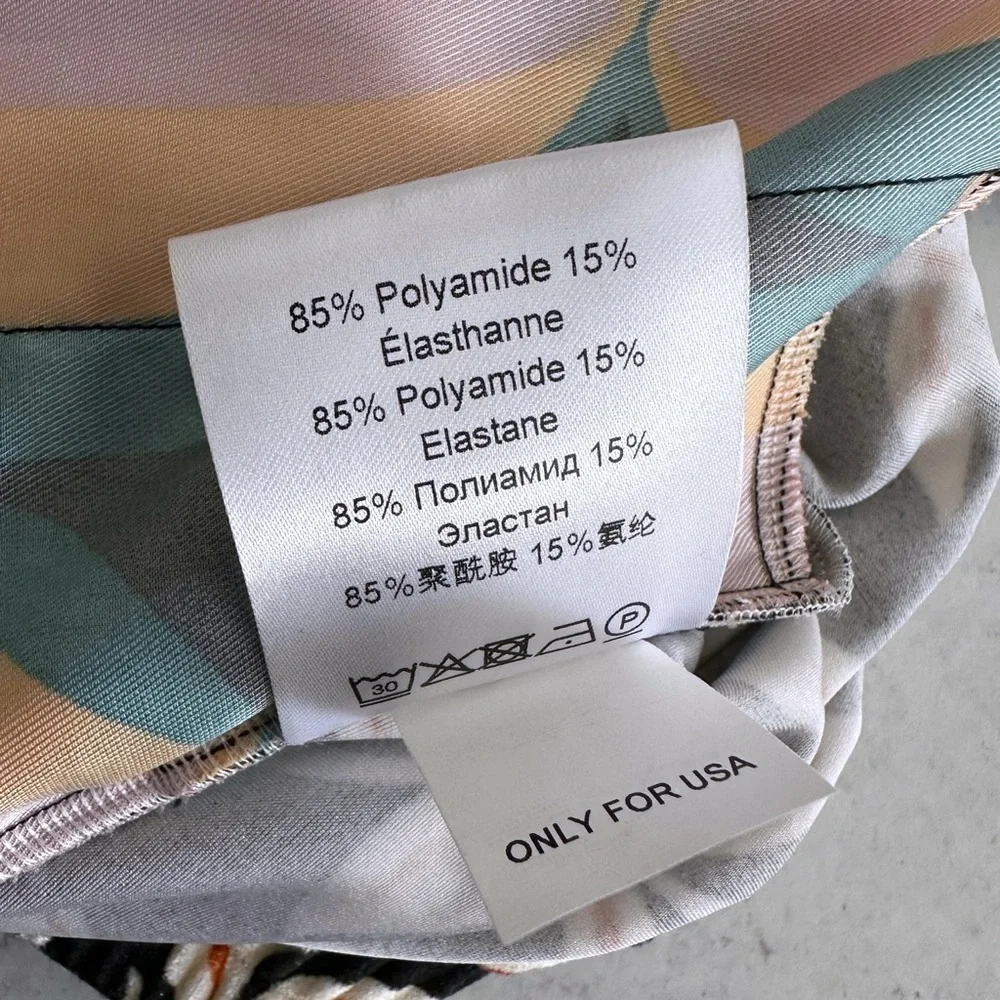 85% Polyamide 15%
Élasthanne
85% Polyamide 15%
Elastane
85% Полиамид 15%
Эластан
85%聚酰胺 15%氨纶
30 P
ONLY FOR USA